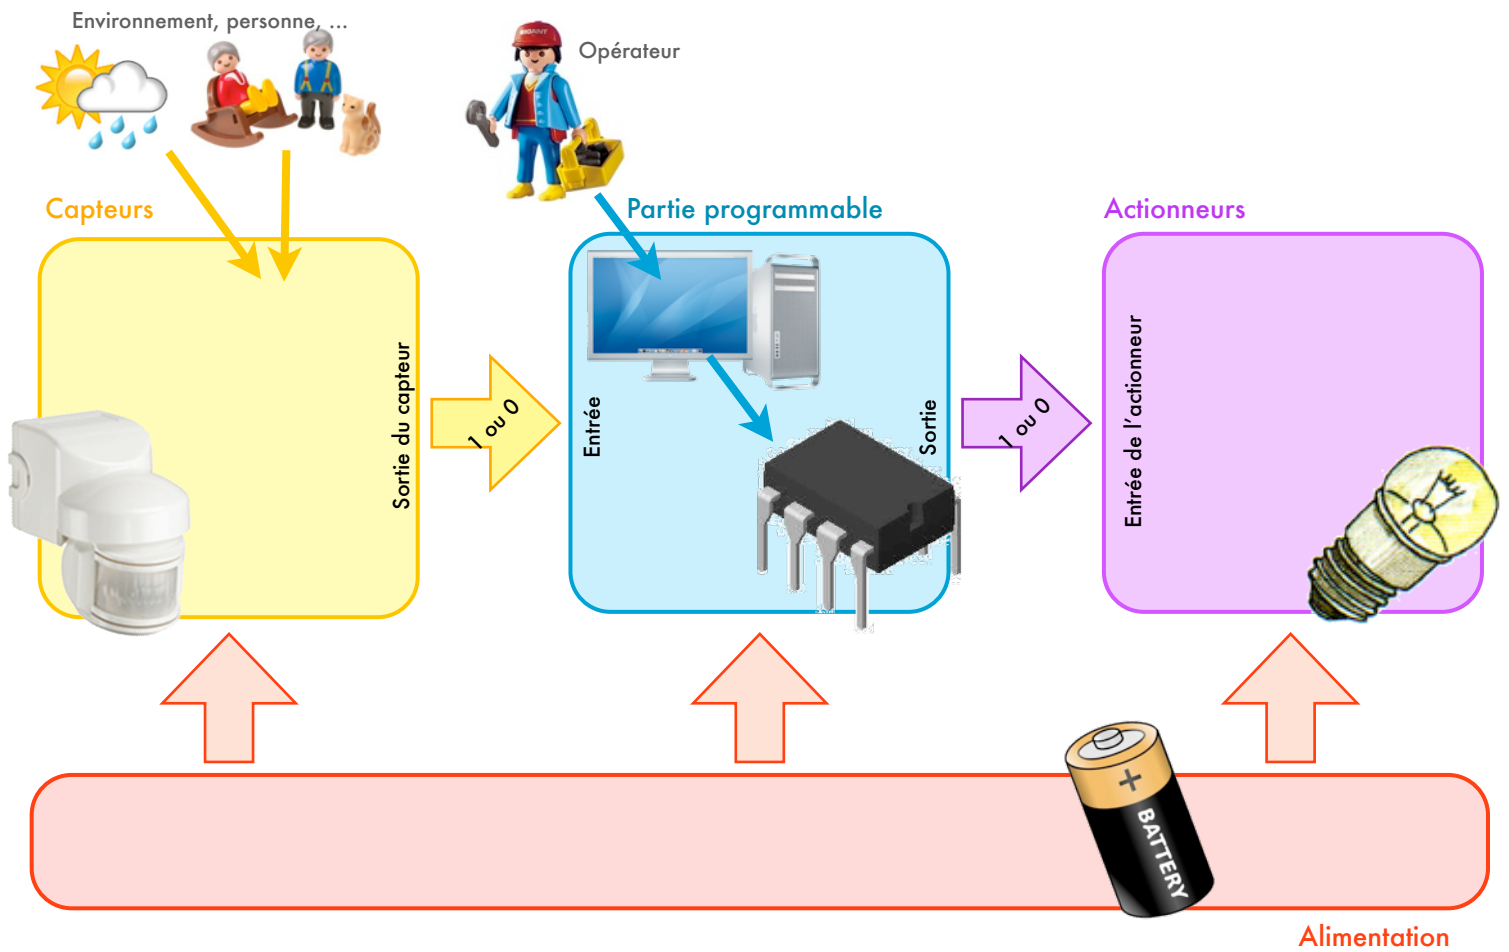 Environnement, personne, ...
GIGANT
Opérateur
Capteurs
Partie programmable
Actionneurs
Sortie du capteur
1 ou 0
Entrée
Sortie
1 ou 0
Entrée de l'actionneur
+
BATTERY
Alimentation